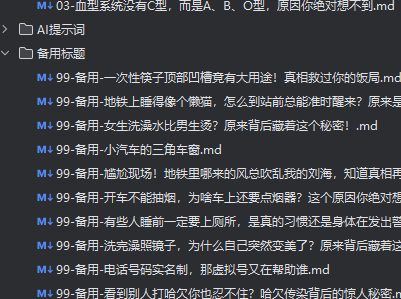 03-血型系统没有C型，而是A、B、O型，原因你绝对想不到.md
AI提示词
备用标题
99-备用-一次性筷子顶部凹槽竟有大用途！真相救过你的饭局.md
99-备用-地铁上睡得像个懒猫，怎么到站前总能准时醒来？原来是
99-备用-女生洗澡水比男生烫？原来背后藏着这个秘密！.md
99-备用-小汽车的三角车窗.md
99-备用-尴尬现场！地铁里哪来的风总吹乱我的刘海，知道真相再
99-备用-开车不能抽烟，为啥车上还要点烟器？这个原因你绝对想
99-备用-有些人睡前一定要上厕所，是真的习惯还是身体在发出警
99-备用-洗完澡照镜子，为什么自己突然变美了？原来背后藏着这
99-备用-电话号码实名制，那虚拟号又在帮助谁.md
99-备用-看到别人打哈欠你也忍不住？哈欠传染背后的惊人秘密.m